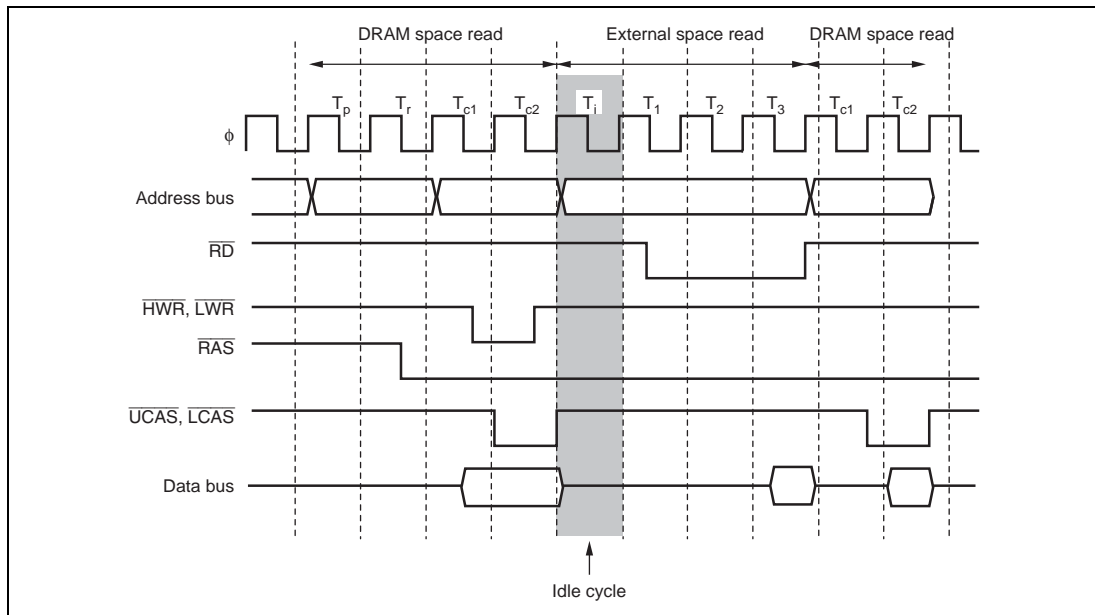 DRAM space read External space read DRAM space read
Tp Tr Tc1 Tc2 Ti T1 T2 T3 Tc1 Tc2
ϕ
Address bus
RD
HWR, LWR
RAS
UCAS, LCAS
Data bus
Idle cycle